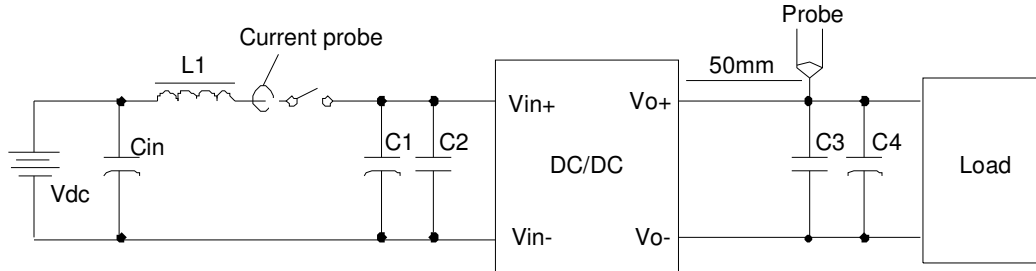 Probe
Current probe
L1
50mm
Vin+
Vo+
Cin
C1
C2
C3
C4
DC/DC
Load
Vdc
Vin-
Vo-